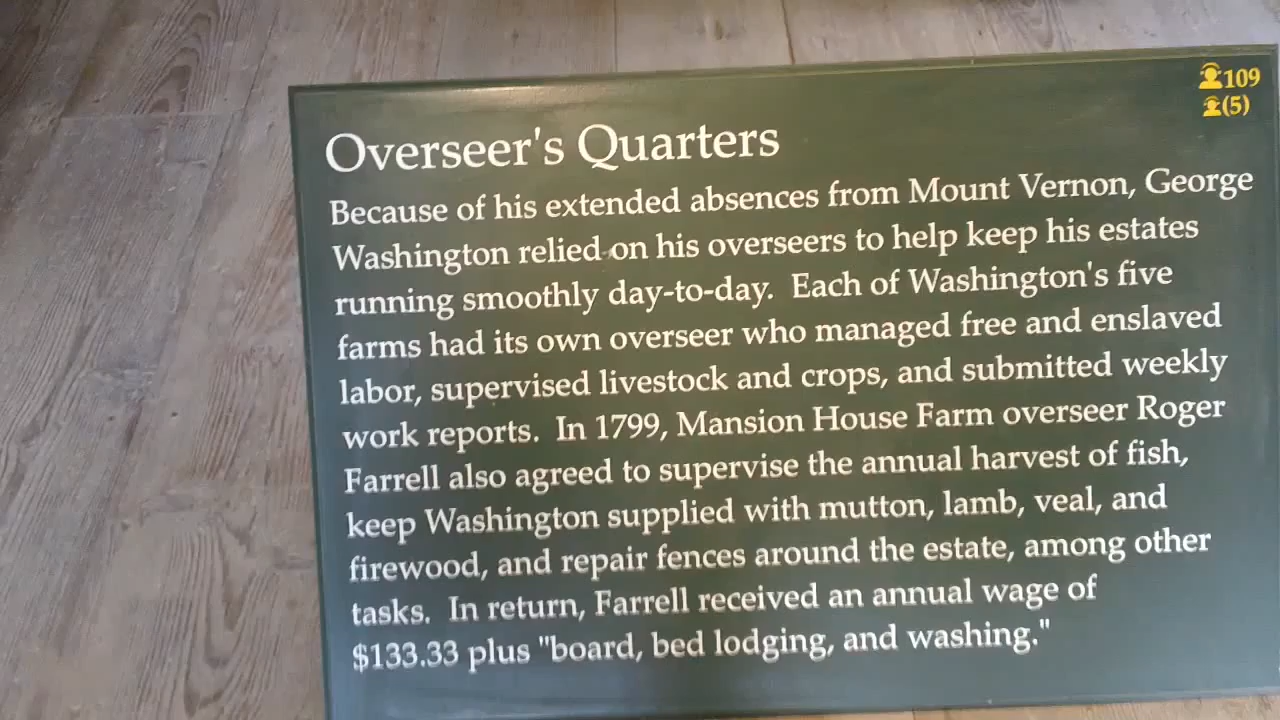 109
(5)
Overseer's Quarters
Because of his extended absences from Mount Vernon, George
Washington relied on his overseers to help keep his estates
running smoothly day-to-day. Each of Washington's five
farms had its own overseer who managed free and enslaved
labor, supervised livestock and crops, and submitted weekly
work reports. In 1799, Mansion House Farm overseer Roger
Farrell also agreed to supervise the annual harvest of fish,
keep Washington supplied with mutton, lamb, veal, and
firewood, and repair fences around the estate, among other
tasks. In return, Farrell received an annual wage of
$133.33 plus "board, bed lodging, and washing."